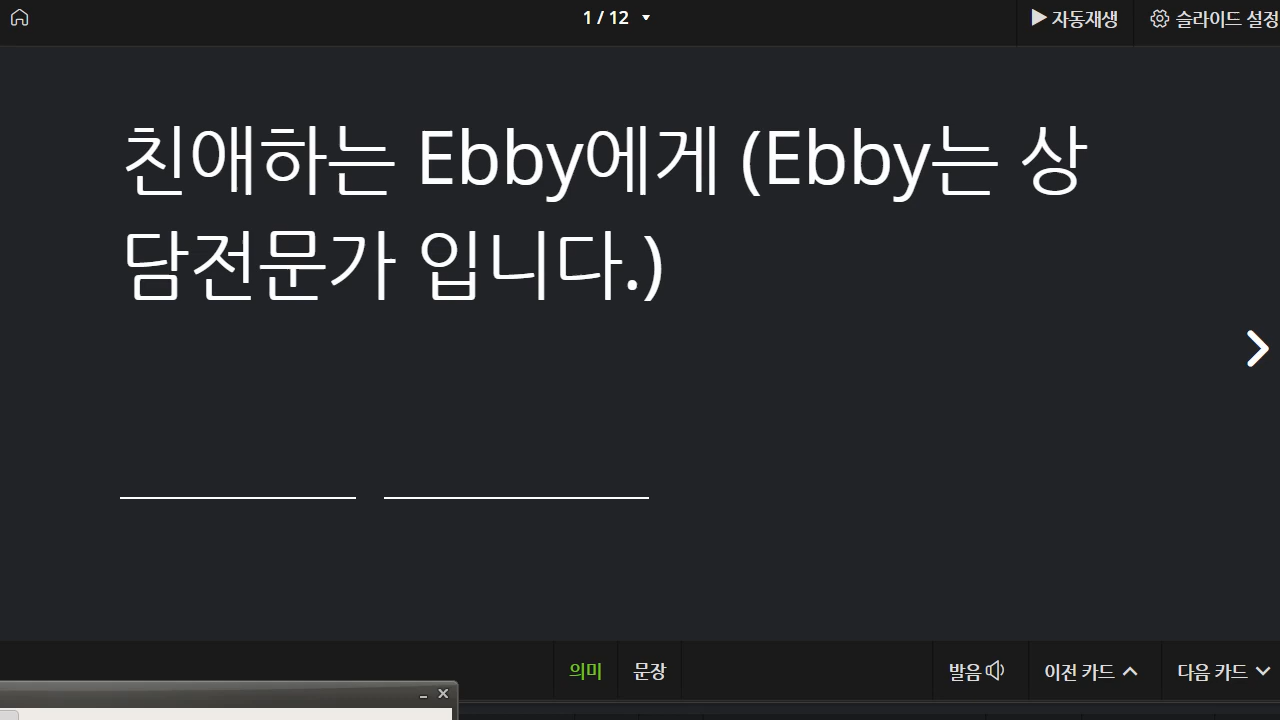 1 / 12
자동재생
슬라이드 설정
친애하는 Ebby에게 (Ebby는 상
담전문가 입니다.)
의미
문장
발음
이전 카드
다음 카드